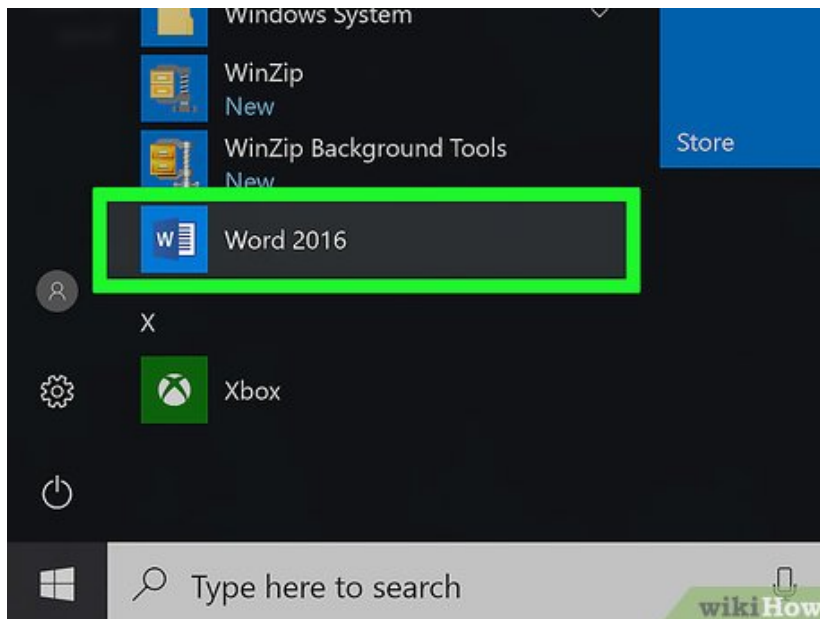 Windows System
WinZip
New
WinZip Background Tools
New
Store
W
Word 2016
X
Xbox
Type here to search
wikiHow